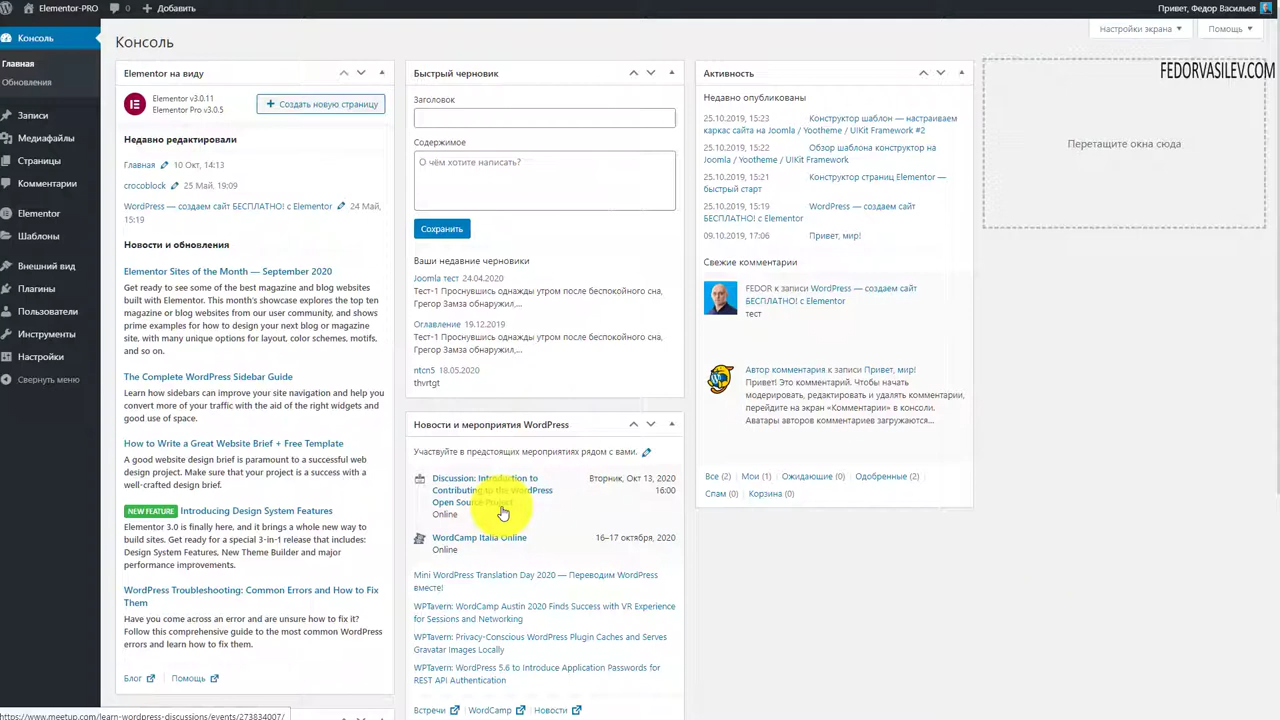 Elementor-PRO 0 Добавить Привет, Федор Васильев
Настройки экрана Помощь
FEDORVASILEV.COM
Консоль
Главная
Обновления
Записи
Медиафайлы
Страницы
Комментарии
Elementor
Шаблоны
Внешний вид
Плагины
Пользователи
Инструменты
Настройки
Свернуть меню
Консоль
Elementor на виду
Elementor v3.0.11
Elementor Pro v3.0.5
Создать новую страницу
Недавно редактировали
Главная 10 Окт, 14:13
crocoblock 25 Май. 19:09
WordPress — создаем сайт БЕСПЛАТНО! с Elementor 24 Май,
15:19
Новости и обновления
Elementor Sites of the Month — September 2020
Get ready to see some of the best magazine and blog websites
built with Elementor. This month's showcase explores the top ten
magazine or blog websites from our user community, and shows
prime examples for how to design your next blog or magazine
site, with many unique options for layout, color schemes, motifs,
and so on.
The Complete WordPress Sidebar Guide
Learn how sidebars can improve your site navigation and help you
convert more of your traffic with the aid of the right widgets and
good use of space.
How to Write a Great Website Brief + Free Template
A good website design brief is paramount to a successful web
design project. Make sure that your project is a success with a
well-crafted design brief.
NEW FEATURE Introducing Design System Features
Elementor 3.0 is finally here, and it brings a whole new way to
build sites. Get ready for a special 3-in-1 release that includes:
Design System Features, New Theme Builder and major
performance improvements.
WordPress Troubleshooting: Common Errors and How to Fix
Them
Have you come across an error and are unsure how to fix it?
Follow this comprehensive guide to the most common WordPress
errors and learn how to fix them.
Блог Помощь
Быстрый черновик
Заголовок
Содержимое
О чём хотите написать?
Сохранить
Ваши недавние черновики
Joomla тест 24.04.2020
Тест-1 Проснувшись однажды утром после беспокойного сна,
Грегор Замза обнаружил,…
Оглавление 19.12.2019
Тест-1 Проснувшись однажды утром после беспокойного сна,
Грегор Замза обнаружил,…
ntcn5 18.05.2020
thvrtgt
Новости и мероприятия WordPress
Участвуйте в предстоящих мероприятиях рядом с вами.
Discussion: Introduction to
Contributing to the WordPress
Open Source Project
Online
Вторник, Окт 13, 2020
16:00
WordCamp Italia Online 16–17 октября, 2020
Online
Mini WordPress Translation Day 2020 — Переводим WordPress
вместе!
WPTavern: WordCamp Austin 2020 Finds Success with VR Experience
for Sessions and Networking
WPTavern: Privacy-Conscious WordPress Plugin Caches and Serves
Gravatar Images Locally
WPTavern: WordPress 5.6 to Introduce Application Passwords for
REST API Authentication
Встречи WordCamp Новости
Активность
Недавно опубликованы
25.10.2019, 15:23 Конструктор шаблон — настраиваем
каркас сайта на Joomla / Yootheme / UIKit Framework #2
25.10.2019, 15:22 Обзор шаблона конструктор на
Joomla / Yootheme / UIKit Framework
25.10.2019, 15:21 Конструктор страниц Elementor —
быстрый старт
25.10.2019, 15:19 WordPress — создаем сайт
БЕСПЛАТНО! с Elementor
09.10.2019, 17:06 Привет, мир!
Свежие комментарии
FEDOR к записи WordPress — создаем сайт
БЕСПЛАТНО! с Elementor
тест
Автор комментария к записи Привет, мир!
Привет! Это комментарий. Чтобы начать
модерировать, редактировать и удалять комментарии,
перейдите на экран «Комментарии» в консоли.
Аватары авторов комментариев загружаются…
Все (2) Мои (1) Ожидающие (0) Одобренные (2)
Спам (0) Корзина (0)
Перетащите окна сюда
https://www.meetup.com/learn-wordpress-discussions/events/273834007/